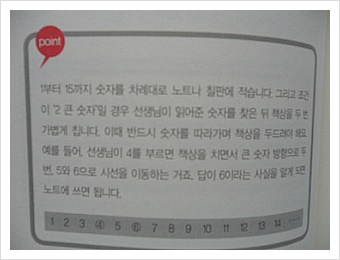 point
1부터 15까지 숫자를 차례대로 노트나 칠판에 적습니다. 그리고 조건
이 '2 큰 숫자'일 경우 선생님이 읽어준 숫자를 찾은 뒤 책상을 두 번
가볍게 칩니다. 이때 반드시 숫자를 따라가며 책상을 두드려야 해요.
예를 들어, 선생님이 4를 부르면 책상을 치면서 큰 숫자 방향으로 두
번, 5와 6으로 시선을 이동하는 거죠. 답이 6이라는 사실을 알게 되면
노트에 쓰면 됩니다.
1 2 3 ④ 5 ⑥ 7 8 9 10 11 12 13 14 ……